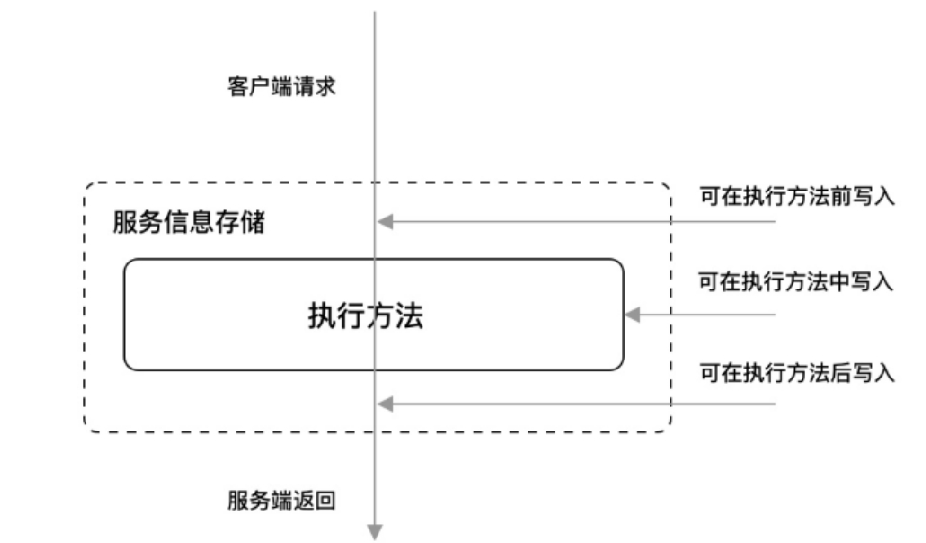 客户端请求
可在执行方法前写入
服务信息存储
可在执行方法中写入
执行方法
可在执行方法后写入
服务端返回